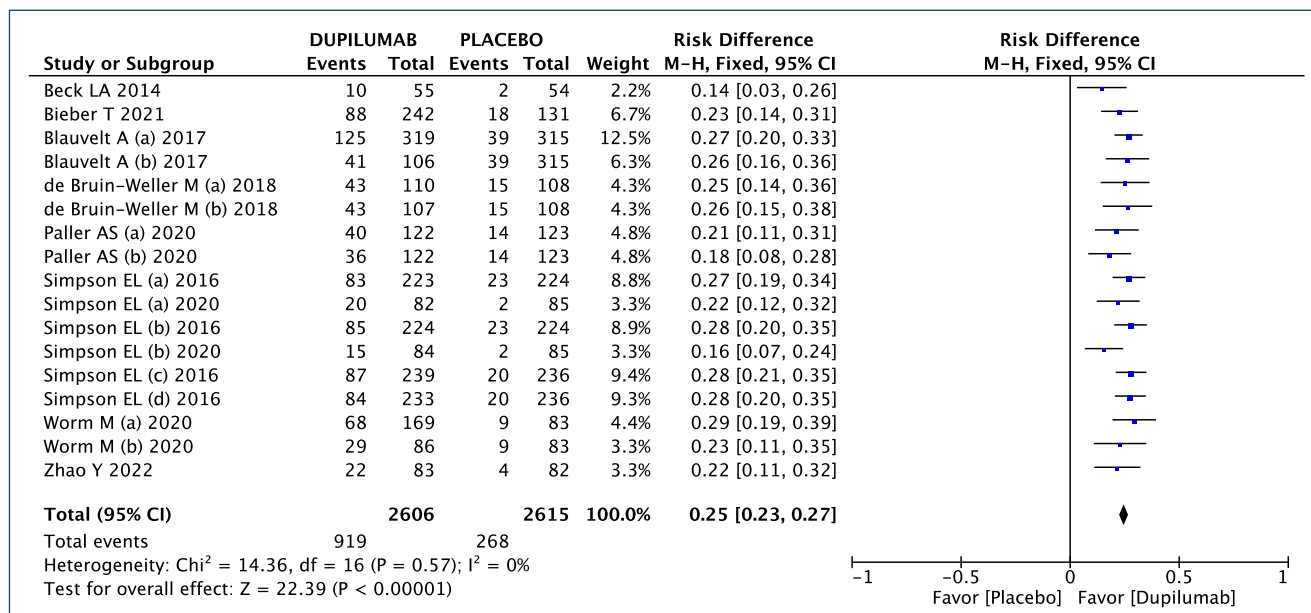 DUPILUMAB PLACEBO Risk Difference Risk Difference
Study or Subgroup Events Total Events Total Weight M-H, Fixed, 95% CI M-H, Fixed, 95% CI
Beck LA 2014 10 55 2 54 2.2% 0.14 [0.03, 0.26]
Bieber T 2021 88 242 18 131 6.7% 0.23 [0.14, 0.31]
Blauvelt A (a) 2017 125 319 39 315 12.5% 0.27 [0.20, 0.33]
Blauvelt A (b) 2017 41 106 39 315 6.3% 0.26 [0.16, 0.36]
de Bruin-Weller M (a) 2018 43 110 15 108 4.3% 0.25 [0.14, 0.36]
de Bruin-Weller M (b) 2018 43 107 15 108 4.3% 0.26 [0.15, 0.38]
Paller AS (a) 2020 40 122 14 123 4.8% 0.21 [0.11, 0.31]
Paller AS (b) 2020 36 122 14 123 4.8% 0.18 [0.08, 0.28]
Simpson EL (a) 2016 83 223 23 224 8.8% 0.27 [0.19, 0.34]
Simpson EL (a) 2020 20 82 2 85 3.3% 0.22 [0.12, 0.32]
Simpson EL (b) 2016 85 224 23 224 8.9% 0.28 [0.20, 0.35]
Simpson EL (b) 2020 15 84 2 85 3.3% 0.16 [0.07, 0.24]
Simpson EL (c) 2016 87 239 20 236 9.4% 0.28 [0.21, 0.35]
Simpson EL (d) 2016 84 233 20 236 9.3% 0.28 [0.20, 0.35]
Worm M (a) 2020 68 169 9 83 4.4% 0.29 [0.19, 0.39]
Worm M (b) 2020 29 86 9 83 3.3% 0.23 [0.11, 0.35]
Zhao Y 2022 22 83 4 82 3.3% 0.22 [0.11, 0.32]
Total (95% CI) 2606 2615 100.0% 0.25 [0.23, 0.27]
Total events 919 268
Heterogeneity: Chi² = 14.36, df = 16 (P = 0.57); I² = 0%
Test for overall effect: Z = 22.39 (P < 0.00001)
-1 -0.5 0 0.5 1
Favor [Placebo] Favor [Dupilumab]